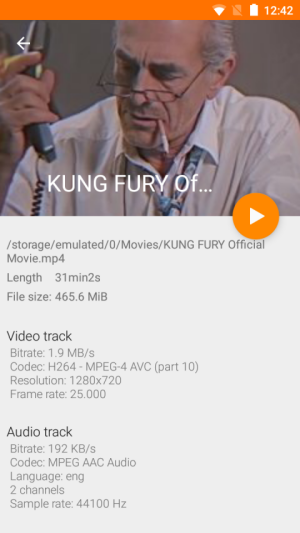 12:42
KUNG FURY Of...
/storage/emulated/0/Movies/KUNG FURY Official
Movie.mp4
Length 31min2s
File size: 465.6 MiB
Video track
Bitrate: 1.9 MB/s
Codec: H264 - MPEG-4 AVC (part 10)
Resolution: 1280x720
Frame rate: 25.000
Audio track
Bitrate: 192 KB/s
Codec: MPEG AAC Audio
Language: eng
2 channels
Sample rate: 44100 Hz